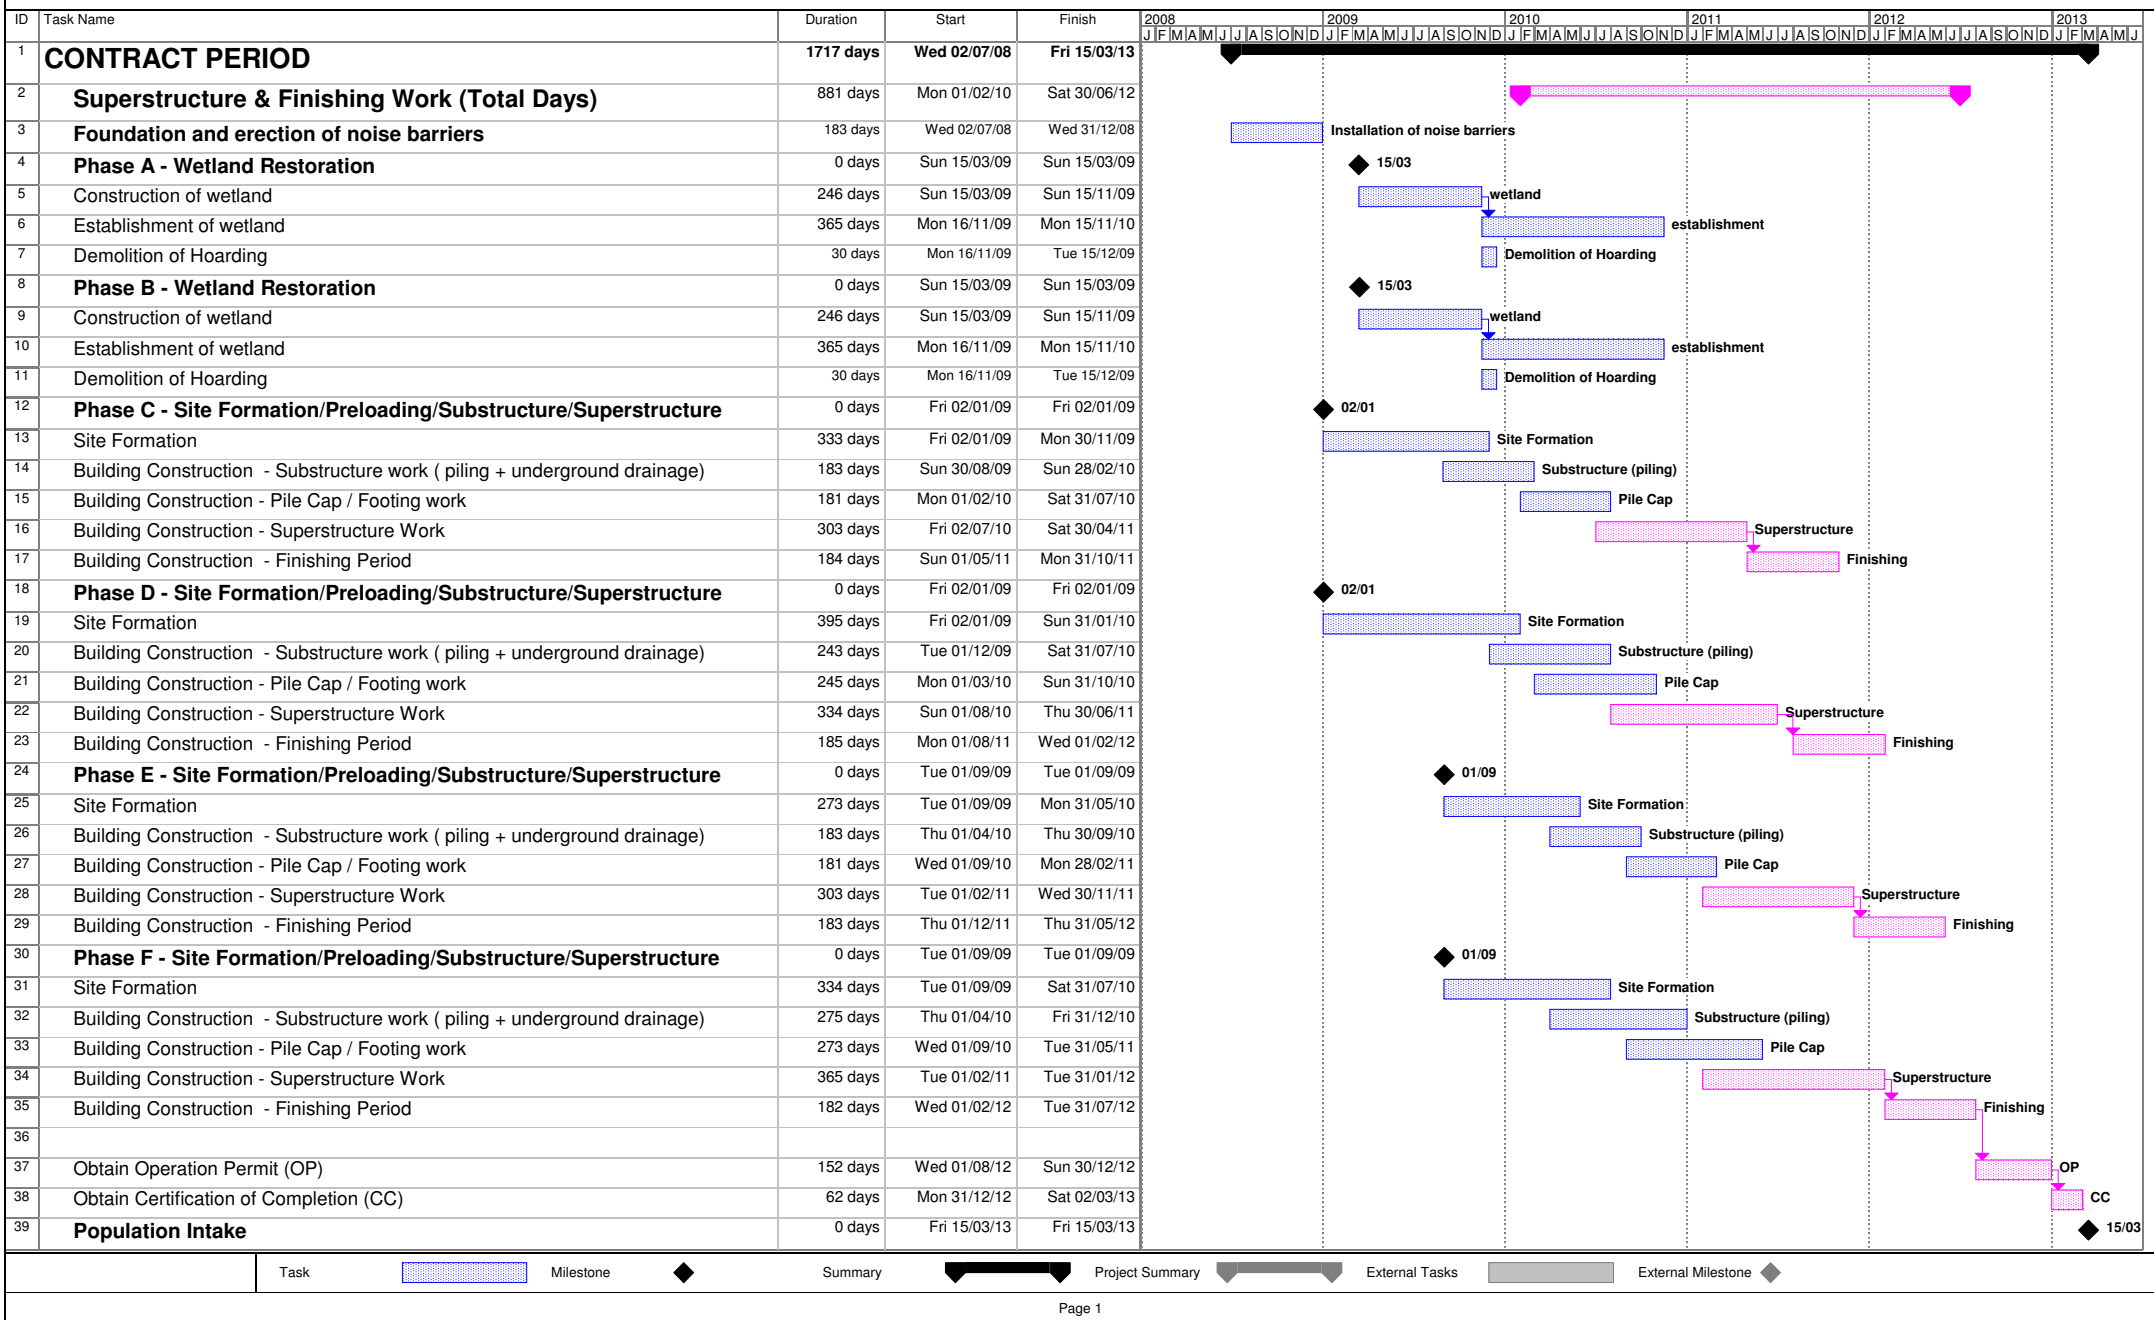 ID Task Name Duration Start Finish 2008 2009 2010 2011 2012 2013
J F M A M J J A S O N D J F M A M J J A S O N D J F M A M J J A S O N D J F M A M J J A S O N D J F M A M J J A S O N D J F M A M J
1 CONTRACT PERIOD 1717 days Wed 02/07/08 Fri 15/03/13
2 Superstructure & Finishing Work (Total Days) 881 days Mon 01/02/10 Sat 30/06/12
3 Foundation and erection of noise barriers 183 days Wed 02/07/08 Wed 31/12/08 Installation of noise barriers
4 Phase A - Wetland Restoration 0 days Sun 15/03/09 Sun 15/03/09 15/03
5 Construction of wetland 246 days Sun 15/03/09 Sun 15/11/09 wetland
6 Establishment of wetland 365 days Mon 16/11/09 Mon 15/11/10 establishment
7 Demolition of Hoarding 30 days Mon 16/11/09 Tue 15/12/09 Demolition of Hoarding
8 Phase B - Wetland Restoration 0 days Sun 15/03/09 Sun 15/03/09 15/03
9 Construction of wetland 246 days Sun 15/03/09 Sun 15/11/09 wetland
10 Establishment of wetland 365 days Mon 16/11/09 Mon 15/11/10 establishment
11 Demolition of Hoarding 30 days Mon 16/11/09 Tue 15/12/09 Demolition of Hoarding
12 Phase C - Site Formation/Preloading/Substructure/Superstructure 0 days Fri 02/01/09 Fri 02/01/09 02/01
13 Site Formation 333 days Fri 02/01/09 Mon 30/11/09 Site Formation
14 Building Construction - Substructure work ( piling + underground drainage) 183 days Sun 30/08/09 Sun 28/02/10 Substructure (piling)
15 Building Construction - Pile Cap / Footing work 181 days Mon 01/02/10 Sat 31/07/10 Pile Cap
16 Building Construction - Superstructure Work 303 days Fri 02/07/10 Sat 30/04/11 Superstructure
17 Building Construction - Finishing Period 184 days Sun 01/05/11 Mon 31/10/11 Finishing
18 Phase D - Site Formation/Preloading/Substructure/Superstructure 0 days Fri 02/01/09 Fri 02/01/09 02/01
19 Site Formation 395 days Fri 02/01/09 Sun 31/01/10 Site Formation
20 Building Construction - Substructure work ( piling + underground drainage) 243 days Tue 01/12/09 Sat 31/07/10 Substructure (piling)
21 Building Construction - Pile Cap / Footing work 245 days Mon 01/03/10 Sun 31/10/10 Pile Cap
22 Building Construction - Superstructure Work 334 days Sun 01/08/10 Thu 30/06/11 Superstructure
23 Building Construction - Finishing Period 185 days Mon 01/08/11 Wed 01/02/12 Finishing
24 Phase E - Site Formation/Preloading/Substructure/Superstructure 0 days Tue 01/09/09 Tue 01/09/09 01/09
25 Site Formation 273 days Tue 01/09/09 Mon 31/05/10 Site Formation
26 Building Construction - Substructure work ( piling + underground drainage) 183 days Thu 01/04/10 Thu 30/09/10 Substructure (piling)
27 Building Construction - Pile Cap / Footing work 181 days Wed 01/09/10 Mon 28/02/11 Pile Cap
28 Building Construction - Superstructure Work 303 days Tue 01/02/11 Wed 30/11/11 Superstructure
29 Building Construction - Finishing Period 183 days Thu 01/12/11 Thu 31/05/12 Finishing
30 Phase F - Site Formation/Preloading/Substructure/Superstructure 0 days Tue 01/09/09 Tue 01/09/09 01/09
31 Site Formation 334 days Tue 01/09/09 Sat 31/07/10 Site Formation
32 Building Construction - Substructure work ( piling + underground drainage) 275 days Thu 01/04/10 Fri 31/12/10 Substructure (piling)
33 Building Construction - Pile Cap / Footing work 273 days Wed 01/09/10 Tue 31/05/11 Pile Cap
34 Building Construction - Superstructure Work 365 days Tue 01/02/11 Tue 31/01/12 Superstructure
35 Building Construction - Finishing Period 182 days Wed 01/02/12 Tue 31/07/12 Finishing
36
37 Obtain Operation Permit (OP) 152 days Wed 01/08/12 Sun 30/12/12 OP
38 Obtain Certification of Completion (CC) 62 days Mon 31/12/12 Sat 02/03/13 CC
39 Population Intake 0 days Fri 15/03/13 Fri 15/03/13 15/03
Task Milestone Summary Project Summary External Tasks External Milestone
Page 1